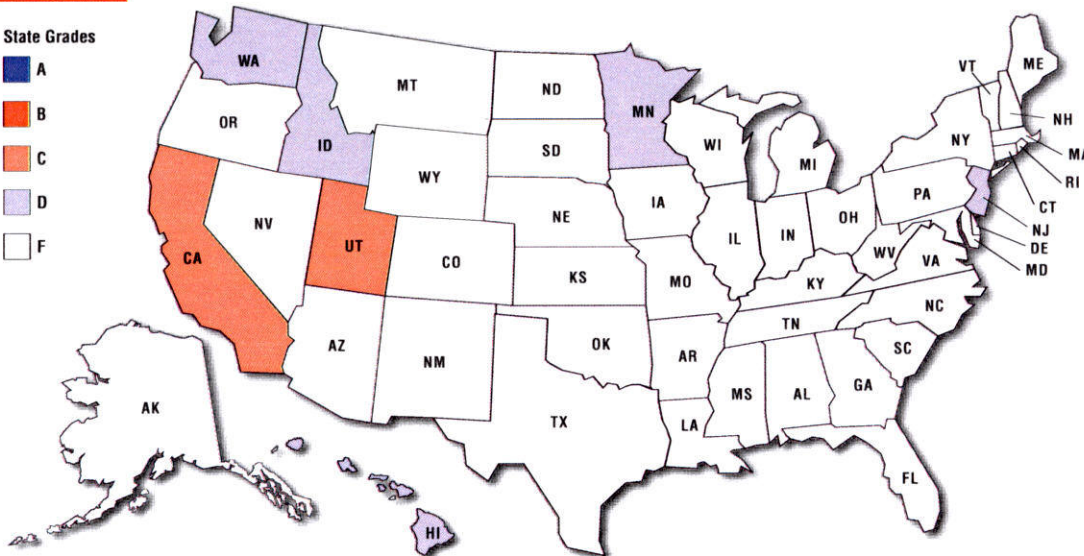 State Grades
A
B
C
D
F
WA
OR
ID
MT
WY
NV
CA
UT
CO
AZ
NM
ND
SD
NE
KS
OK
TX
MN
IA
MO
AR
LA
WI
IL
MI
IN
OH
KY
TN
MS
AL
GA
FL
SC
NC
VA
WV
PA
NY
VT
ME
NH
MA
RI
CT
NJ
DE
MD
AK
HI